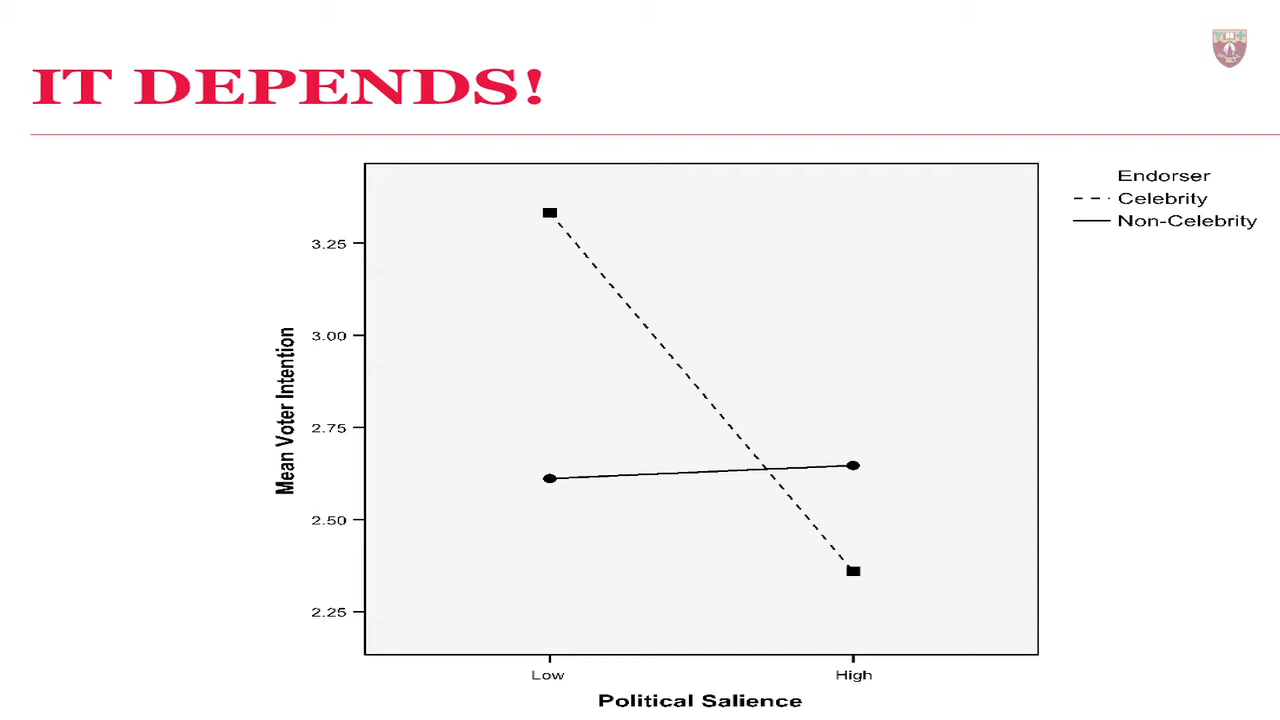 IT DEPENDS!
Endorser
Celebrity
Non-Celebrity
Mean Voter Intention
3.25
3.00
2.75
2.50
2.25
Low High
Political Salience